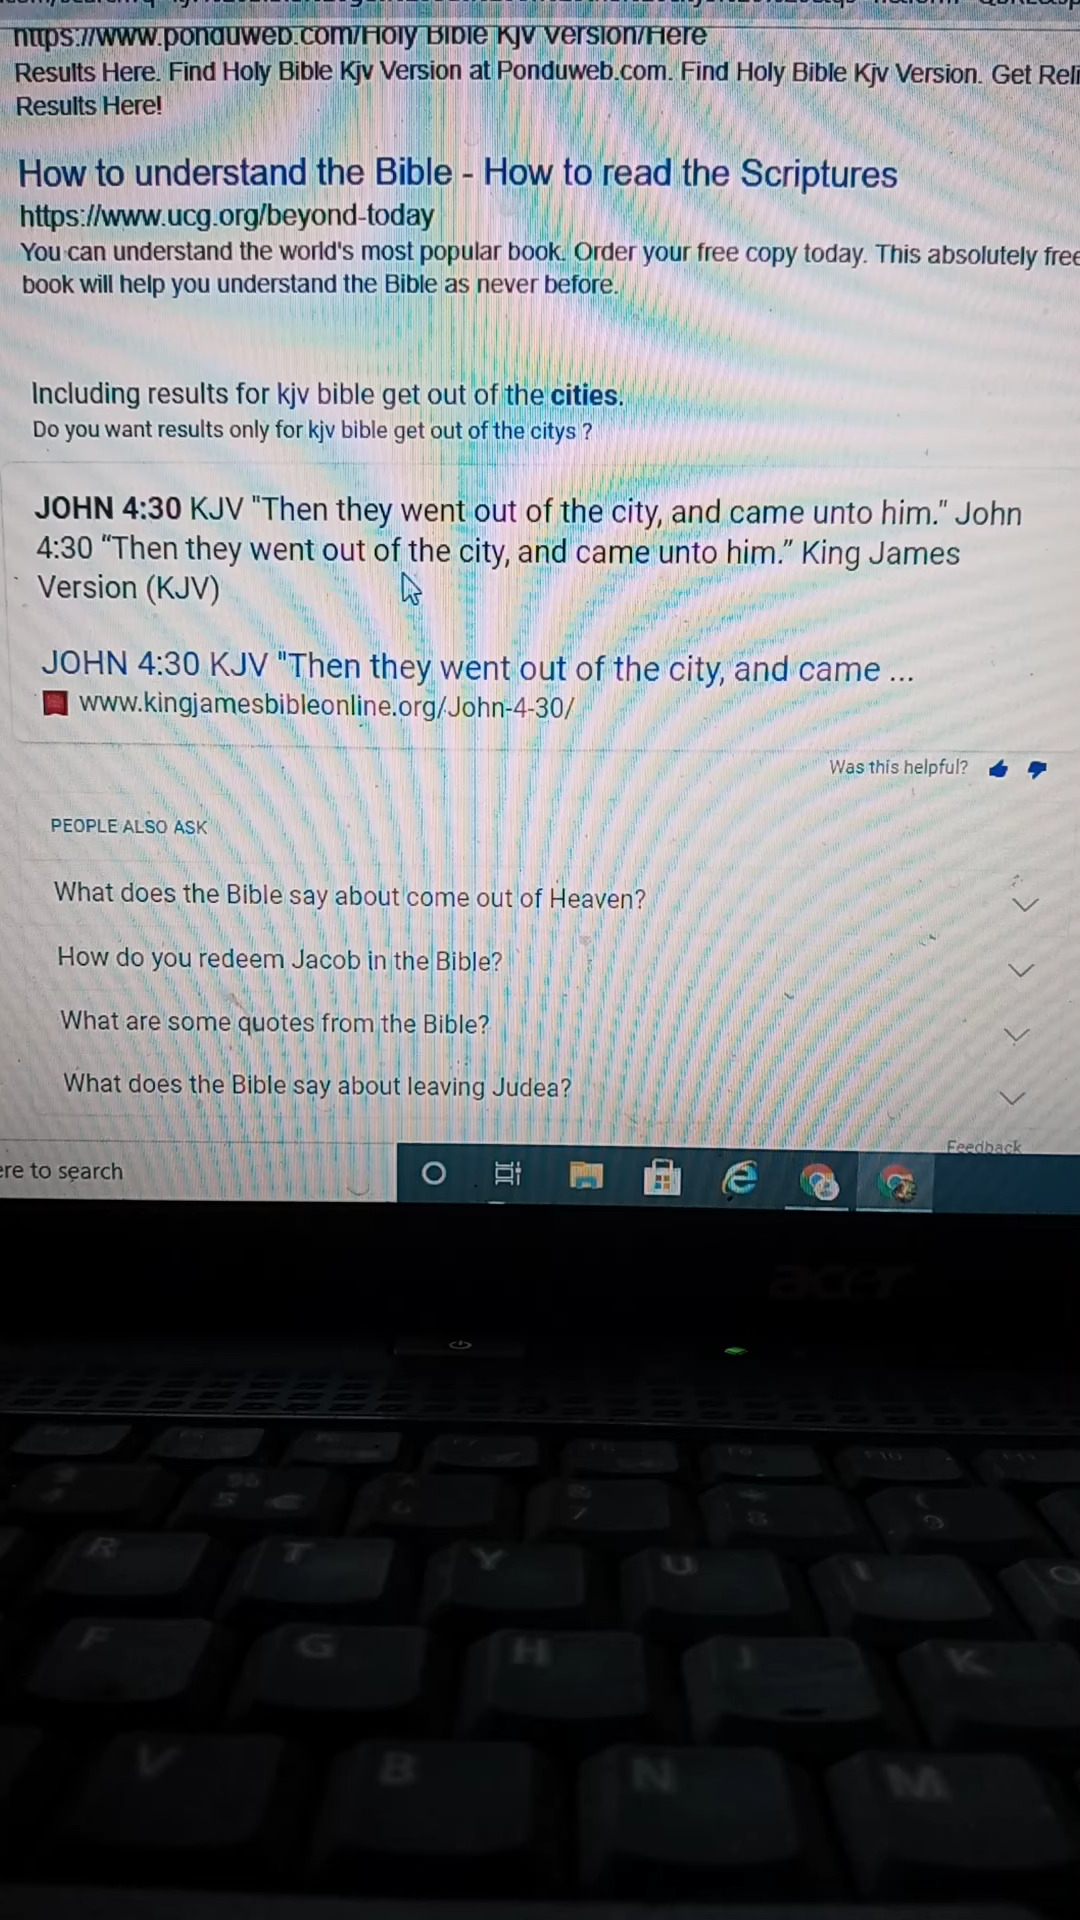 https://www.ponduweb.com/Holy Bible Kjv Version/Here
Results Here. Find Holy Bible Kjv Version at Ponduweb.com. Find Holy Bible Kjv Version. Get Reli
Results Here!
How to understand the Bible - How to read the Scriptures
https://www.ucg.org/beyond-today
You can understand the world's most popular book. Order your free copy today. This absolutely free
book will help you understand the Bible as never before.
Including results for kjv bible get out of the cities.
Do you want results only for kjv bible get out of the citys ?
JOHN 4:30 KJV "Then they went out of the city, and came unto him." John
4:30 “Then they went out of the city, and came unto him.” King James
Version (KJV)
JOHN 4:30 KJV "Then they went out of the city, and came ...
www.kingjamesbibleonline.org/John-4-30/
Was this helpful?
PEOPLE ALSO ASK
What does the Bible say about come out of Heaven?
How do you redeem Jacob in the Bible?
What are some quotes from the Bible?
What does the Bible say about leaving Judea?
Feedback
ere to search
acer
5 € 6 7 8 9
R T Y U I O
F G H J K
V B N M